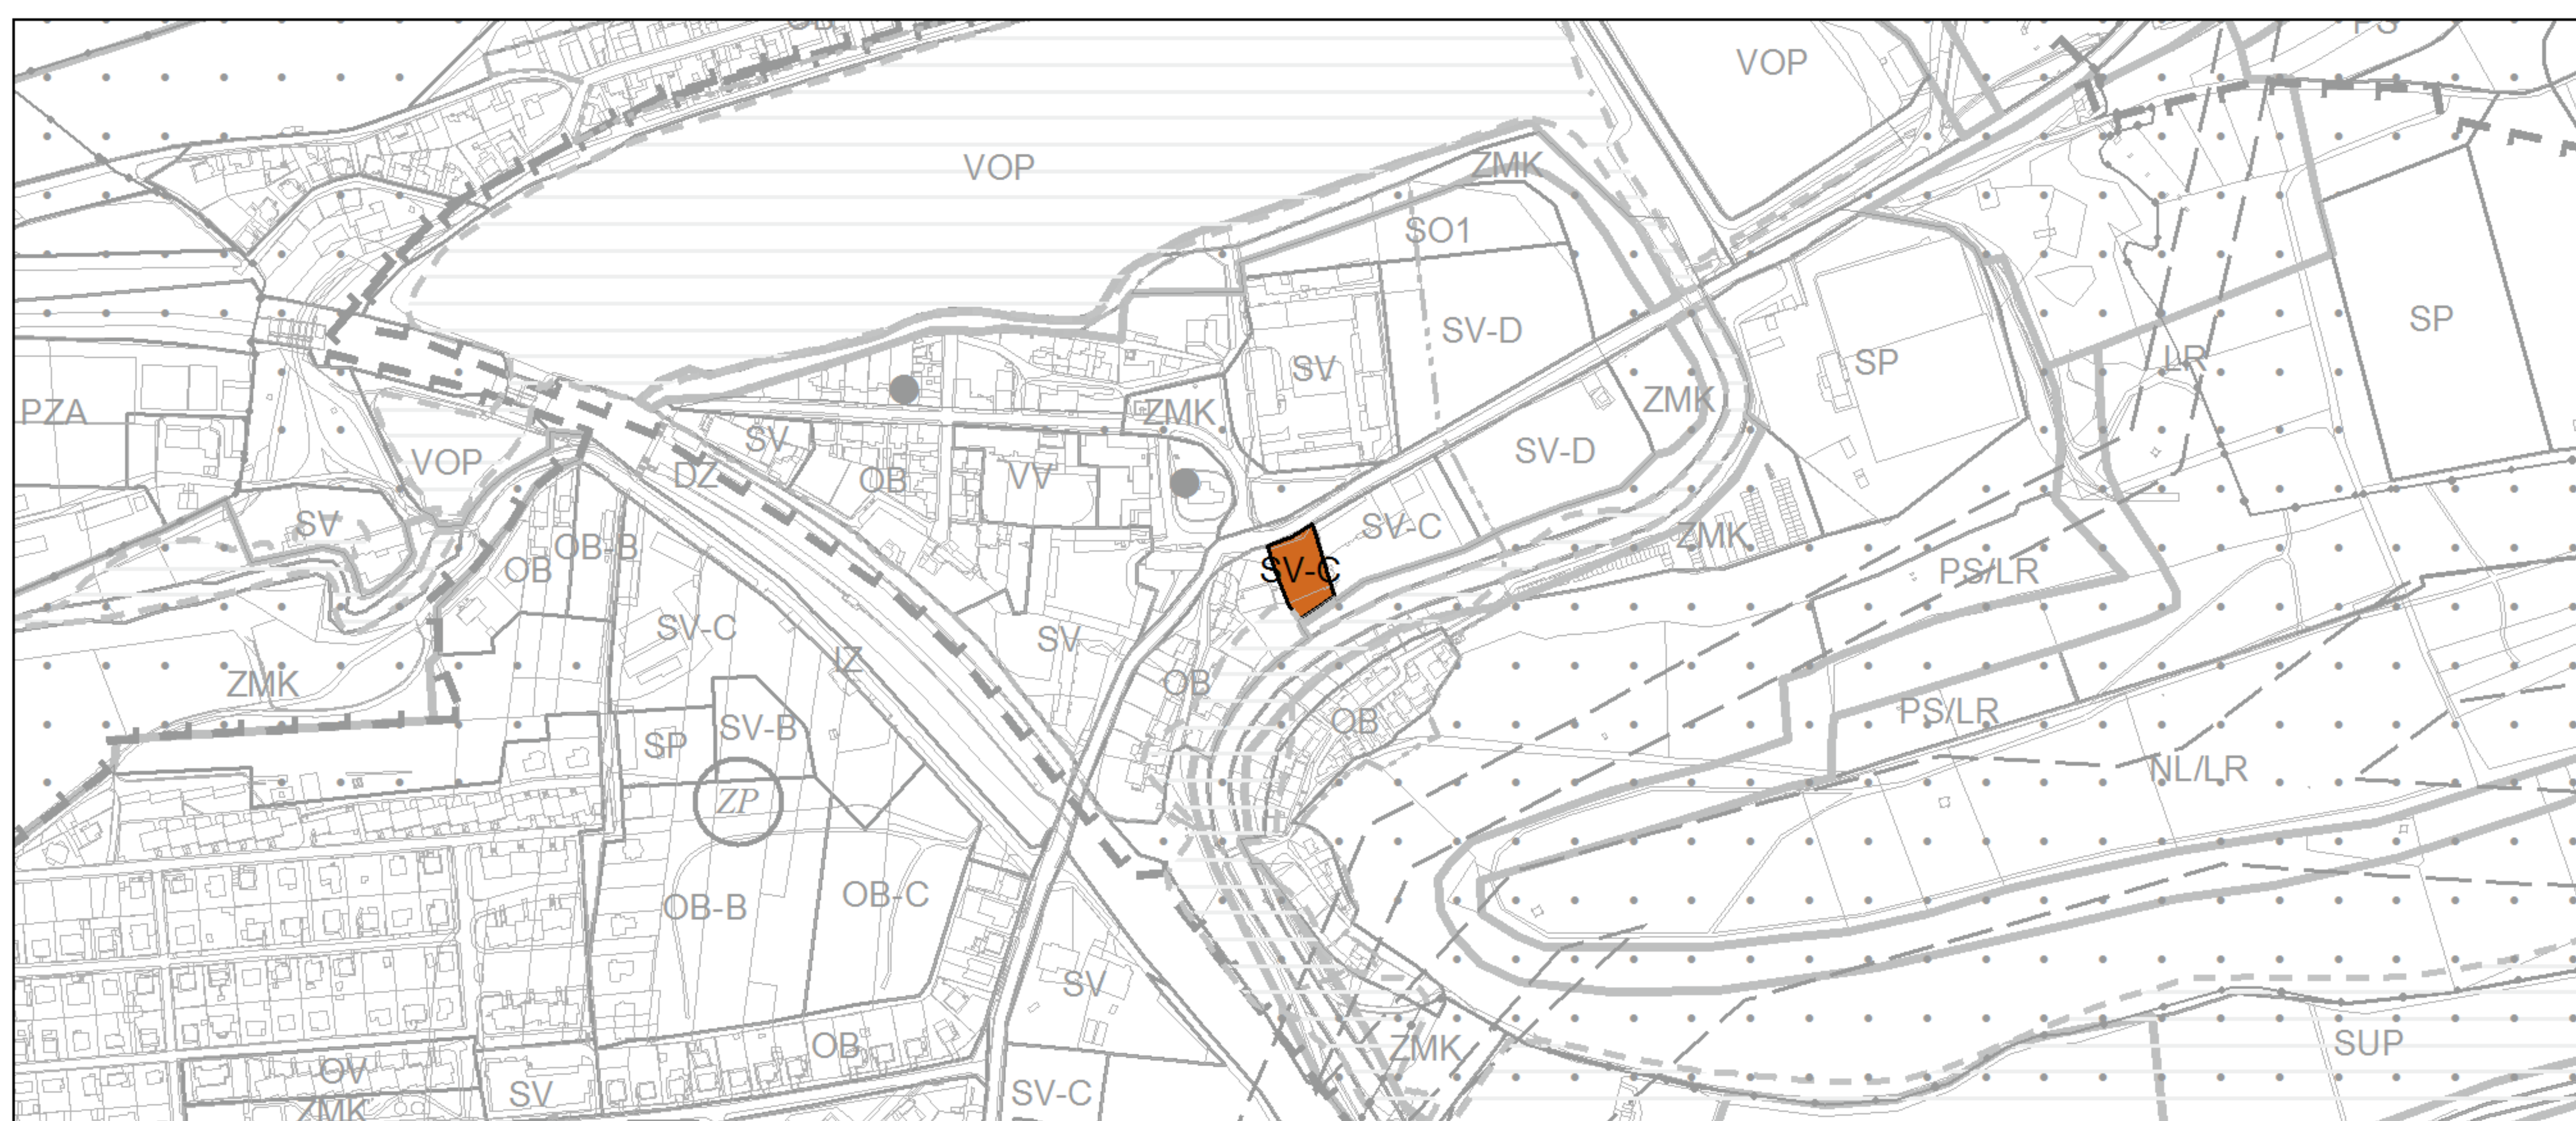 OB
PS
VOP
VOP
ZMK
SO1
SP
SV-D
LR
SP
SV
ZMK
PZA
ZMK
SV
SV-D
VOP
DZ
OB
VV
SV
SV-C
ZMK
OB-B
OB
SV-C
PS/LR
SV-C
SV
IZ
ZMK
OB
PS/LR
OB
SV-B
SP
NL/LR
ZP
OB-C
OB-B
SV
SUP
OB
ZMK
OV
SV
SV-C
ZMK